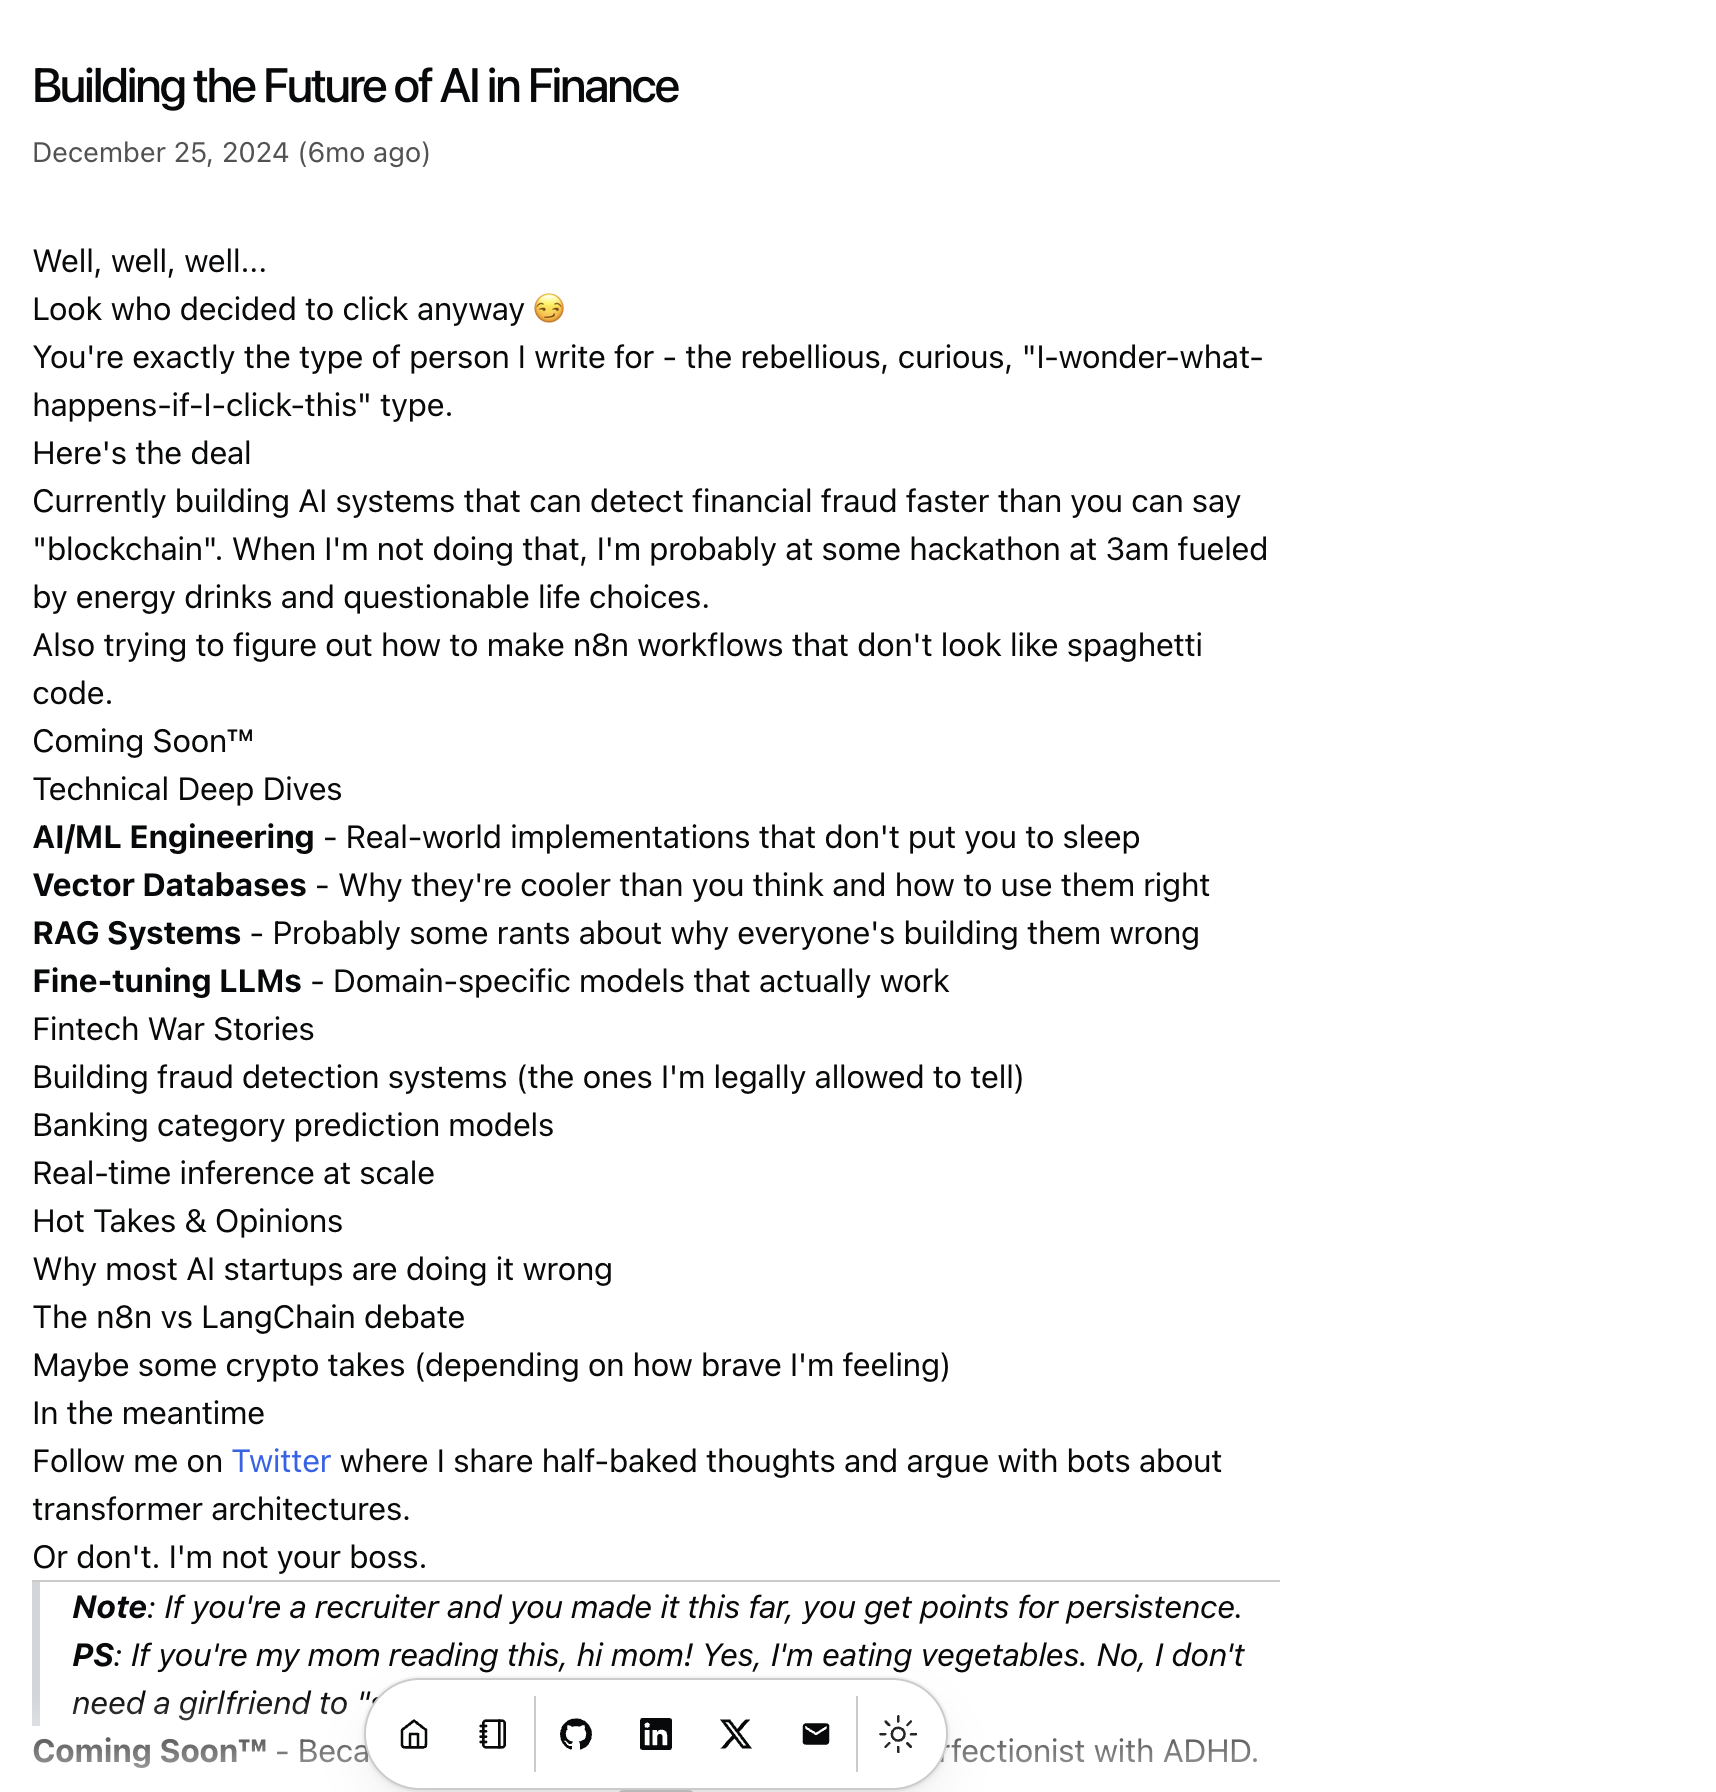 Building the Future of AI in Finance
December 25, 2024 (6mo ago)
Well, well, well...
Look who decided to click anyway 😏
You're exactly the type of person I write for - the rebellious, curious, "I-wonder-what-
happens-if-I-click-this" type.
Here's the deal
Currently building AI systems that can detect financial fraud faster than you can say
"blockchain". When I'm not doing that, I'm probably at some hackathon at 3am fueled
by energy drinks and questionable life choices.
Also trying to figure out how to make n8n workflows that don't look like spaghetti
code.
Coming Soon™
Technical Deep Dives
AI/ML Engineering - Real-world implementations that don't put you to sleep
Vector Databases - Why they're cooler than you think and how to use them right
RAG Systems - Probably some rants about why everyone's building them wrong
Fine-tuning LLMs - Domain-specific models that actually work
Fintech War Stories
Building fraud detection systems (the ones I'm legally allowed to tell)
Banking category prediction models
Real-time inference at scale
Hot Takes & Opinions
Why most AI startups are doing it wrong
The n8n vs LangChain debate
Maybe some crypto takes (depending on how brave I'm feeling)
In the meantime
Follow me on Twitter where I share half-baked thoughts and argue with bots about
transformer architectures.
Or don't. I'm not your boss.
Note: If you're a recruiter and you made it this far, you get points for persistence.
PS: If you're my mom reading this, hi mom! Yes, I'm eating vegetables. No, I don't
need a girlfriend to "
Coming Soon™ - with ADHD.
in